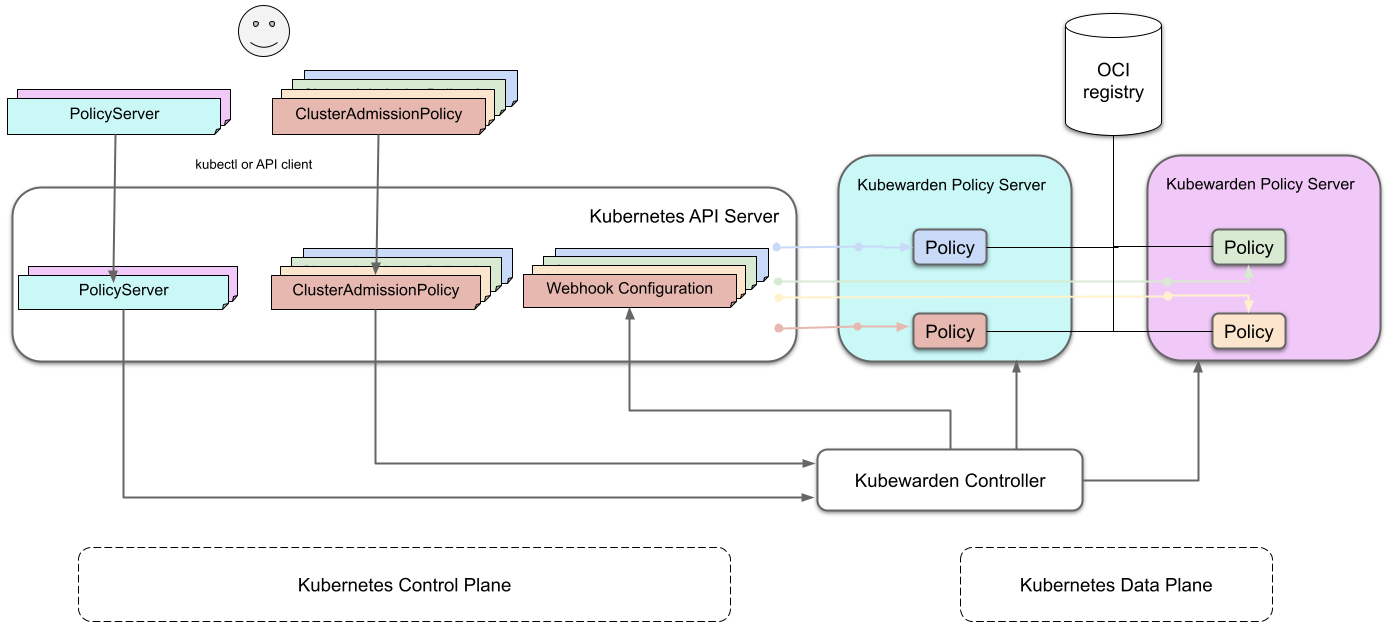 OCI
registry
PolicyServer
ClusterAdmissionPolicy
kubectl or API client
Kubernetes API Server
Kubewarden Policy Server
Kubewarden Policy Server
Policy
Policy
PolicyServer
ClusterAdmissionPolicy
Webhook Configuration
Policy
Policy
Kubewarden Controller
Kubernetes Control Plane
Kubernetes Data Plane